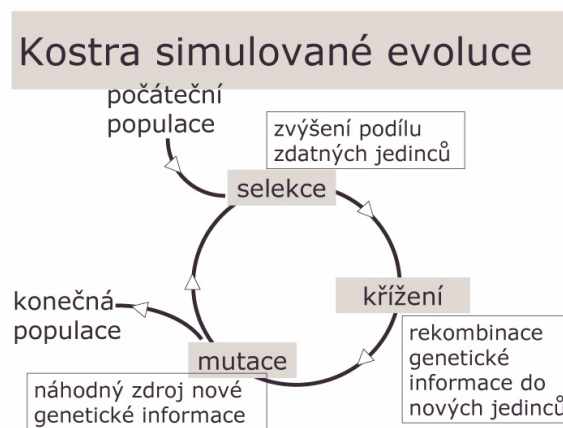 Kostra simulované evoluce
počáteční
populace
zvýšení podílu
zdatných jedinců
selekce
křížení
rekombinace
genetické
informace do
nových jedinců
konečná
populace
mutace
náhodný zdroj nové
genetické informace